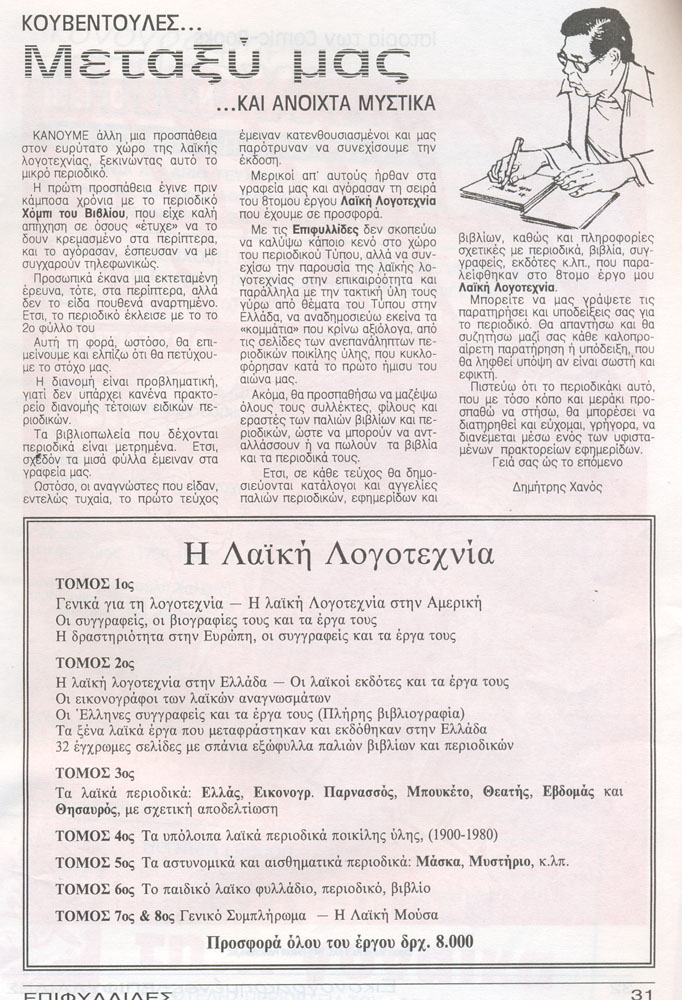 ΚΟΥΒΕΝΤΟΥΛΕΣ...
Μεταξύ μας
...ΚΑΙ ΑΝΟΙΧΤΑ ΜΥΣΤΙΚΑ
ΚΑΝΟΥΜΕ άλλη μια προσπάθεια
στον ευρύτατο χώρο της λαϊκής
λογοτεχνίας, ξεκινώντας αυτό το
μικρό περιοδικό.
Η πρώτη προσπάθεια έγινε πριν
κάμποσα χρόνια με το περιοδικό
Χόμπι του Βιβλίου, που είχε καλή
απήχηση σε όσους «έτυχε» να το
δουν κρεμασμένο στα περίπτερα,
και το αγόρασαν, έσπευσαν να με
συγχαρούν τηλεφωνικώς.
Προσωπικά έκανα μια εκτεταμένη
έρευνα, τότε, στα περίπτερα, αλλά
δεν το είδα πουθενά αναρτημένο.
Ετσι, το περιοδικό έκλεισε με το το
2ο φύλλο του
Αυτή τη φορά, ωστόσο, θα επι-
μείνουμε και ελπίζω ότι θα πετύχου-
με το στόχο μας.
Η διανομή είναι προβληματική,
γιατί δεν υπάρχει κανένα πρακτο-
ρείο διανομής τέτοιων ειδικών πε-
ριοδικών.
Τα βιβλιοπωλεία που δέχονται
περιοδικά είναι μετρημένα. Ετσι,
σχεδόν τα μισά φύλλα έμειναν στα
γραφεία μας.
Ωστόσο, οι αναγνώστες που είδαν,
εντελώς τυχαία, το πρώτο τεύχος
έμειναν κατενθουσιασμένοι και μας
παρότρυναν να συνεχίσουμε την
έκδοση.
Μερικοί απ' αυτούς ήρθαν στα
γραφεία μας και αγόρασαν τη σειρά
του 8τομου έργου Λαϊκή Λογοτεχνία
που έχουμε σε προσφορά.
Με τις Επιφυλλίδες δεν σκοπεύω
να καλύψω κάποιο κενό στο χώρο
του περιοδικού Τύπου, αλλά να συν-
εχίσω την παρουσία της λαϊκής λο-
γοτεχνίας στην επικαιρότητα και
παράλληλα με την τακτική ύλη τους
γύρω από θέματα του Τύπου στην
Ελλάδα, να αναδημοσιεύω εκείνα τα
«κομμάτια» που κρίνω αξιόλογα, από
τις σελίδες των ανεπανάληπτων πε-
ριοδικών ποικίλης ύλης, που κυκλο-
φόρησαν κατά το πρώτο ήμισυ του
αιώνα μας.
Ακόμα, θα προσπαθήσω να μαζέψω
όλους τους συλλέκτες, φίλους και
εραστές των παλιών βιβλίων και πε-
ριοδικών, ώστε να μπορούν να αντ-
αλλάσσουν ή να πωλούν τα βιβλία
και τα περιοδικά τους.
Ετσι, σε κάθε τεύχος θα δημο-
σιεύονται κατάλογοι και αγγελίες
παλιών περιοδικών, εφημερίδων και
βιβλίων, καθώς και πληροφορίες
σχετικές με περιοδικά, βιβλία, συγ-
γραφείς, εκδότες κ.λπ., που παρα-
λείφθηκαν στο 8τομο έργο μου
Λαϊκή Λογοτεχνία.
Μπορείτε να μας γράψετε τις
παρατηρήσει και υποδείξεις σας για
το περιοδικό. Θα απαντήσω και θα
συζητήσω μαζί σας κάθε καλοπρο-
αίρετη παρατήρηση ή υπόδειξη, που
θα ληφθεί υπόψη αν είναι σωστή και
εφικτή.
Πιστεύω ότι το περιοδικάκι αυτό,
που με τόσο κόπο και μεράκι προ-
σπαθώ να στήσω, θα μπορέσει να
διατηρηθεί και εύχομαι, γρήγορα, να
διανέμεται μέσω ενός των υφιστα-
μένων πρακτορείων εφημερίδων.
Γειά σας ώς το επόμενο
Δημήτρης Χανός
Η Λαϊκή Λογοτεχνία
ΤΟΜΟΣ 1ος
Γενικά για τη λογοτεχνία — Η λαϊκή Λογοτεχνία στην Αμερική
Οι συγγραφείς, οι βιογραφίες τους και τα έργα τους
Η δραστηριότητα στην Ευρώπη, οι συγγραφείς και τα έργα τους
ΤΟΜΟΣ 2ος
Η λαϊκή λογοτεχνία στην Ελλάδα — Οι λαϊκοί εκδότες και τα έργα τους
Οι εικονογράφοι των λαϊκών αναγνωσμάτων
Οι Έλληνες συγγραφείς και τα έργα τους (Πλήρης βιβλιογραφία)
Τα ξένα λαϊκά έργα που μεταφράστηκαν και εκδόθηκαν στην Ελλάδα
32 έγχρωμες σελίδες με σπάνια εξώφυλλα παλιών βιβλίων και περιοδικών
ΤΟΜΟΣ 3ος
Τα λαϊκά περιοδικά: Ελλάς, Εικονογρ. Παρνασσός, Μπουκέτο, Θεατής, Εβδομάς και
Θησαυρός, με σχετική αποδελτίωση
ΤΟΜΟΣ 4ος Τα υπόλοιπα λαϊκά περιοδικά ποικίλης ύλης, (1900-1980)
ΤΟΜΟΣ 5ος Τα αστυνομικά και αισθηματικά περιοδικά: Μάσκα, Μυστήριο, κ.λπ.
ΤΟΜΟΣ 6ος Το παιδικό λαϊκο φυλλάδιο, περιοδικό, βιβλίο
ΤΟΜΟΣ 7ος & 8ος Γενικό Συμπλήρωμα — Η Λαϊκή Μούσα
Προσφορά όλου του έργου δρχ. 8.000
ΕΠΙΦΥΛΛΙΔΕΣ 31